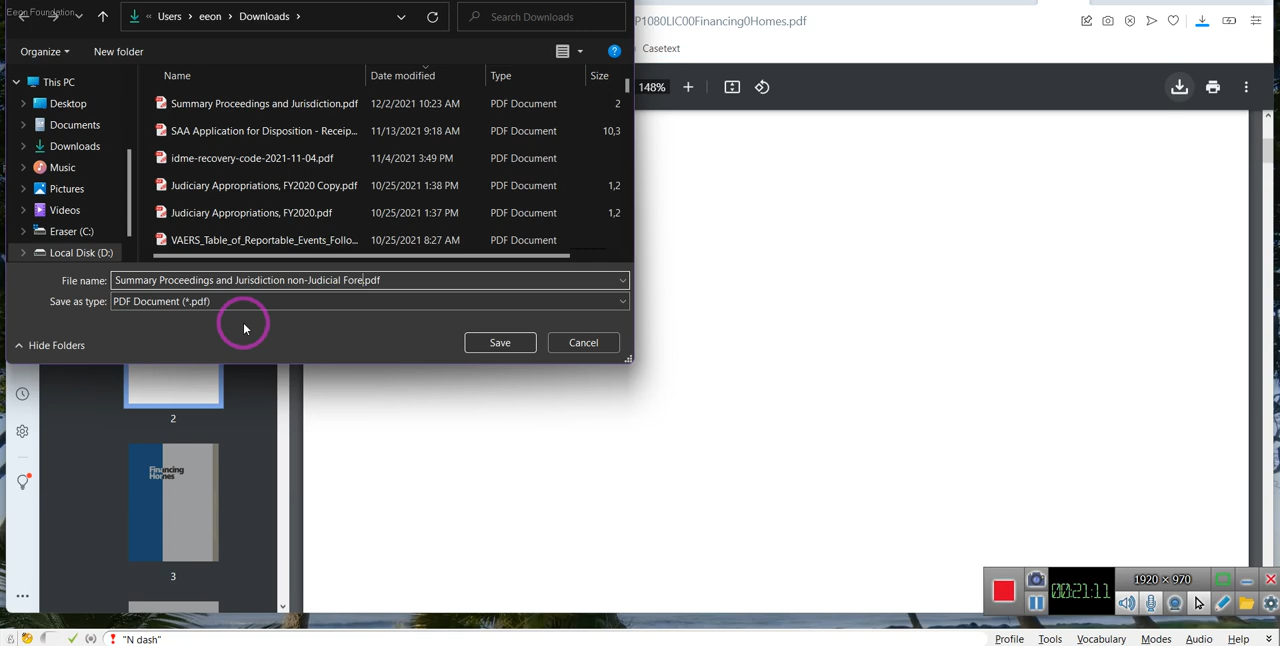 Eeon Foundation
« Users › eeon › Downloads ›
Search Downloads
P1080LIC00Financing0Homes.pdf
Organize
New folder
?
Casetext
This PC
Name
Date modified
Type
Size
148%
Desktop
Summary Proceedings and Jurisdiction.pdf
12/2/2021 10:23 AM
PDF Document
2
Documents
SAA Application for Disposition - Receip...
11/13/2021 9:18 AM
PDF Document
10,3
Downloads
idme-recovery-code-2021-11-04.pdf
11/4/2021 3:49 PM
PDF Document
Music
Judiciary Appropriations, FY2020 Copy.pdf
10/25/2021 1:38 PM
PDF Document
1,2
Pictures
Judiciary Appropriations, FY2020.pdf
10/25/2021 1:37 PM
PDF Document
1,2
Videos
VAERS_Table_of_Reportable_Events_Follo...
10/25/2021 8:27 AM
PDF Document
Eraser (C:)
Local Disk (D:)
File name:
Summary Proceedings and Jurisdiction non-Judicial Fore.pdf
Save as type:
PDF Document (*.pdf)
Hide Folders
Save
Cancel
2
Financing
Homes
3
1920 × 970
00:21:11
"N dash"
Profile
Tools
Vocabulary
Modes
Audio
Help